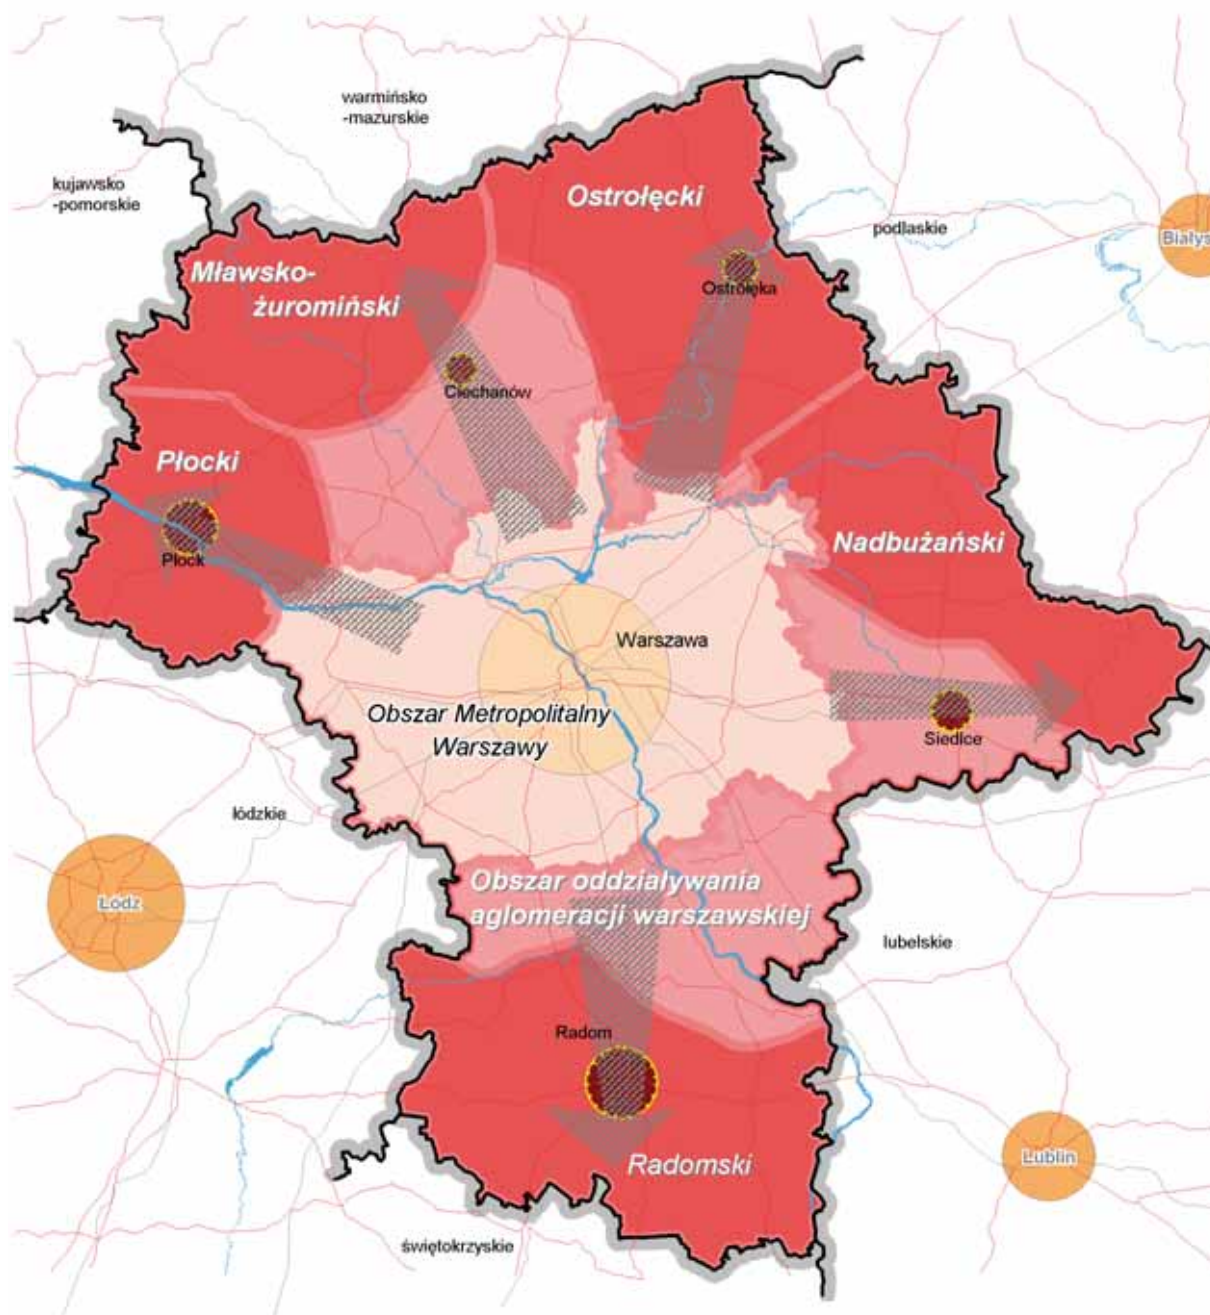 warmińsko
-mazurskie
kujawsko
-pomorskie
Ostrołęcki
podlaskie
Białys
Mławsko-
żuromiński
Ostrołęka
Ciechanów
Płocki
Płock
Nadbużański
Warszawa
Obszar Metropolitalny
Warszawy
Siedlce
łódzkie
Łódz
Obszar oddziaływania
aglomeracji warszawskiej
lubelskie
Radom
Lublin
Radomski
świętokrzyskie